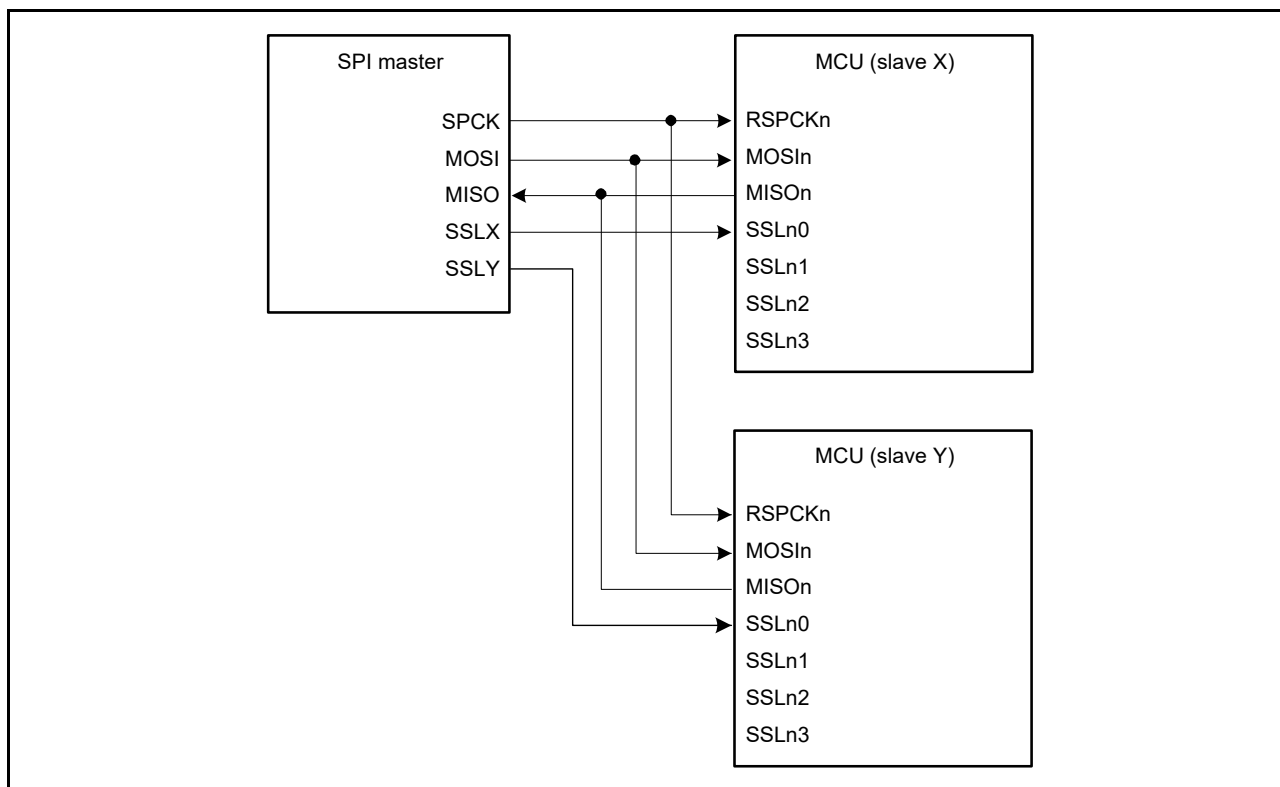 SPI master
SPCK
MOSI
MISO
SSLX
SSLY
MCU (slave X)
RSPCKn
MOSIn
MISOn
SSLn0
SSLn1
SSLn2
SSLn3
MCU (slave Y)
RSPCKn
MOSIn
MISOn
SSLn0
SSLn1
SSLn2
SSLn3